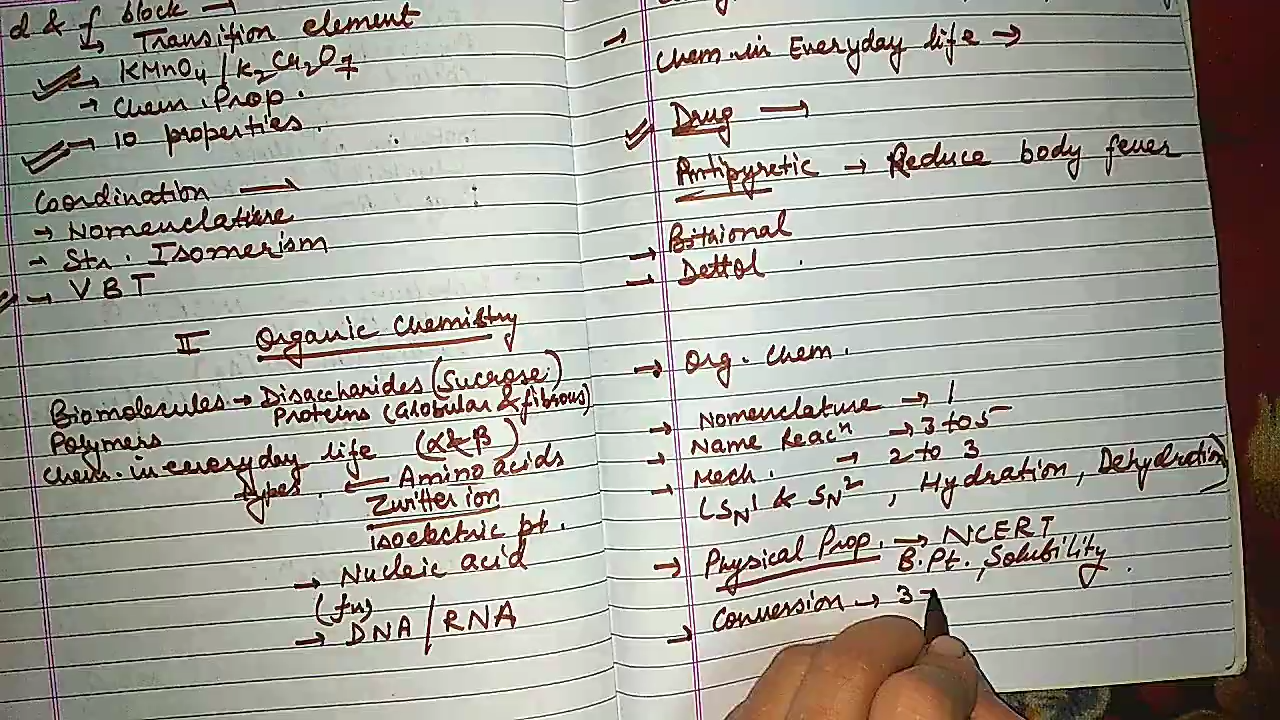 d & f block →
→ Transition element
→ KMnO4 / K2Cr2O7
→ Chem. Prop.
→ 10 properties.
Coordination →
→ Nomenclature
→ Str. Isomerism
→ VBT
II Organic Chemistry
Biomolecules → Disaccharides (Sucrose)
Proteins (Globular & fibrous)
Polymers
(α & β)
Chem. in everyday life
types. ← Amino acids
Zwitter ion
isoelectric pt.
→ Nucleic acid
(fn)
→ DNA / RNA
→ Chem. in Everyday life →
Drug →
Antipyretic → Reduce body fever
→ Bithional
→ Dettol.
→ Org. Chem.
→ Nomenclature → 1
→ Name Reacn → 3 to 5
→ Mech. → 2 to 3
(SN1 & SN2, Hydration, Dehydration)
→ Physical Prop. → NCERT
B.Pt., Solubility.
→ Conversion → 3